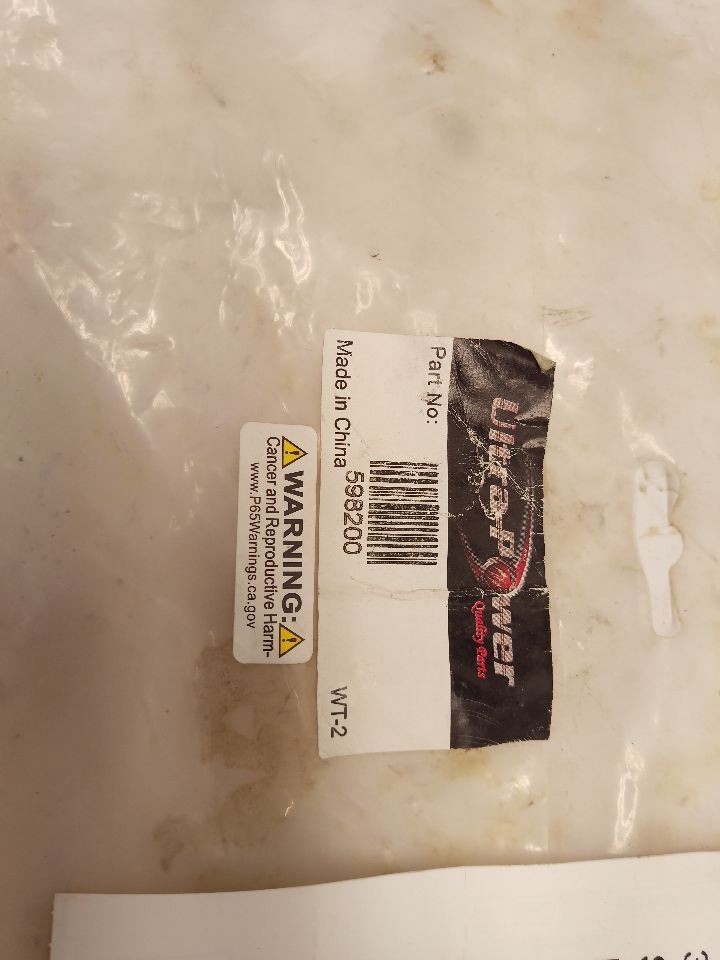 Ultra-Power
Quality Parts
Part No:
598200
Made in China
WT-2
WARNING:
Cancer and Reproductive Harm-
www.P65Warnings.ca.gov